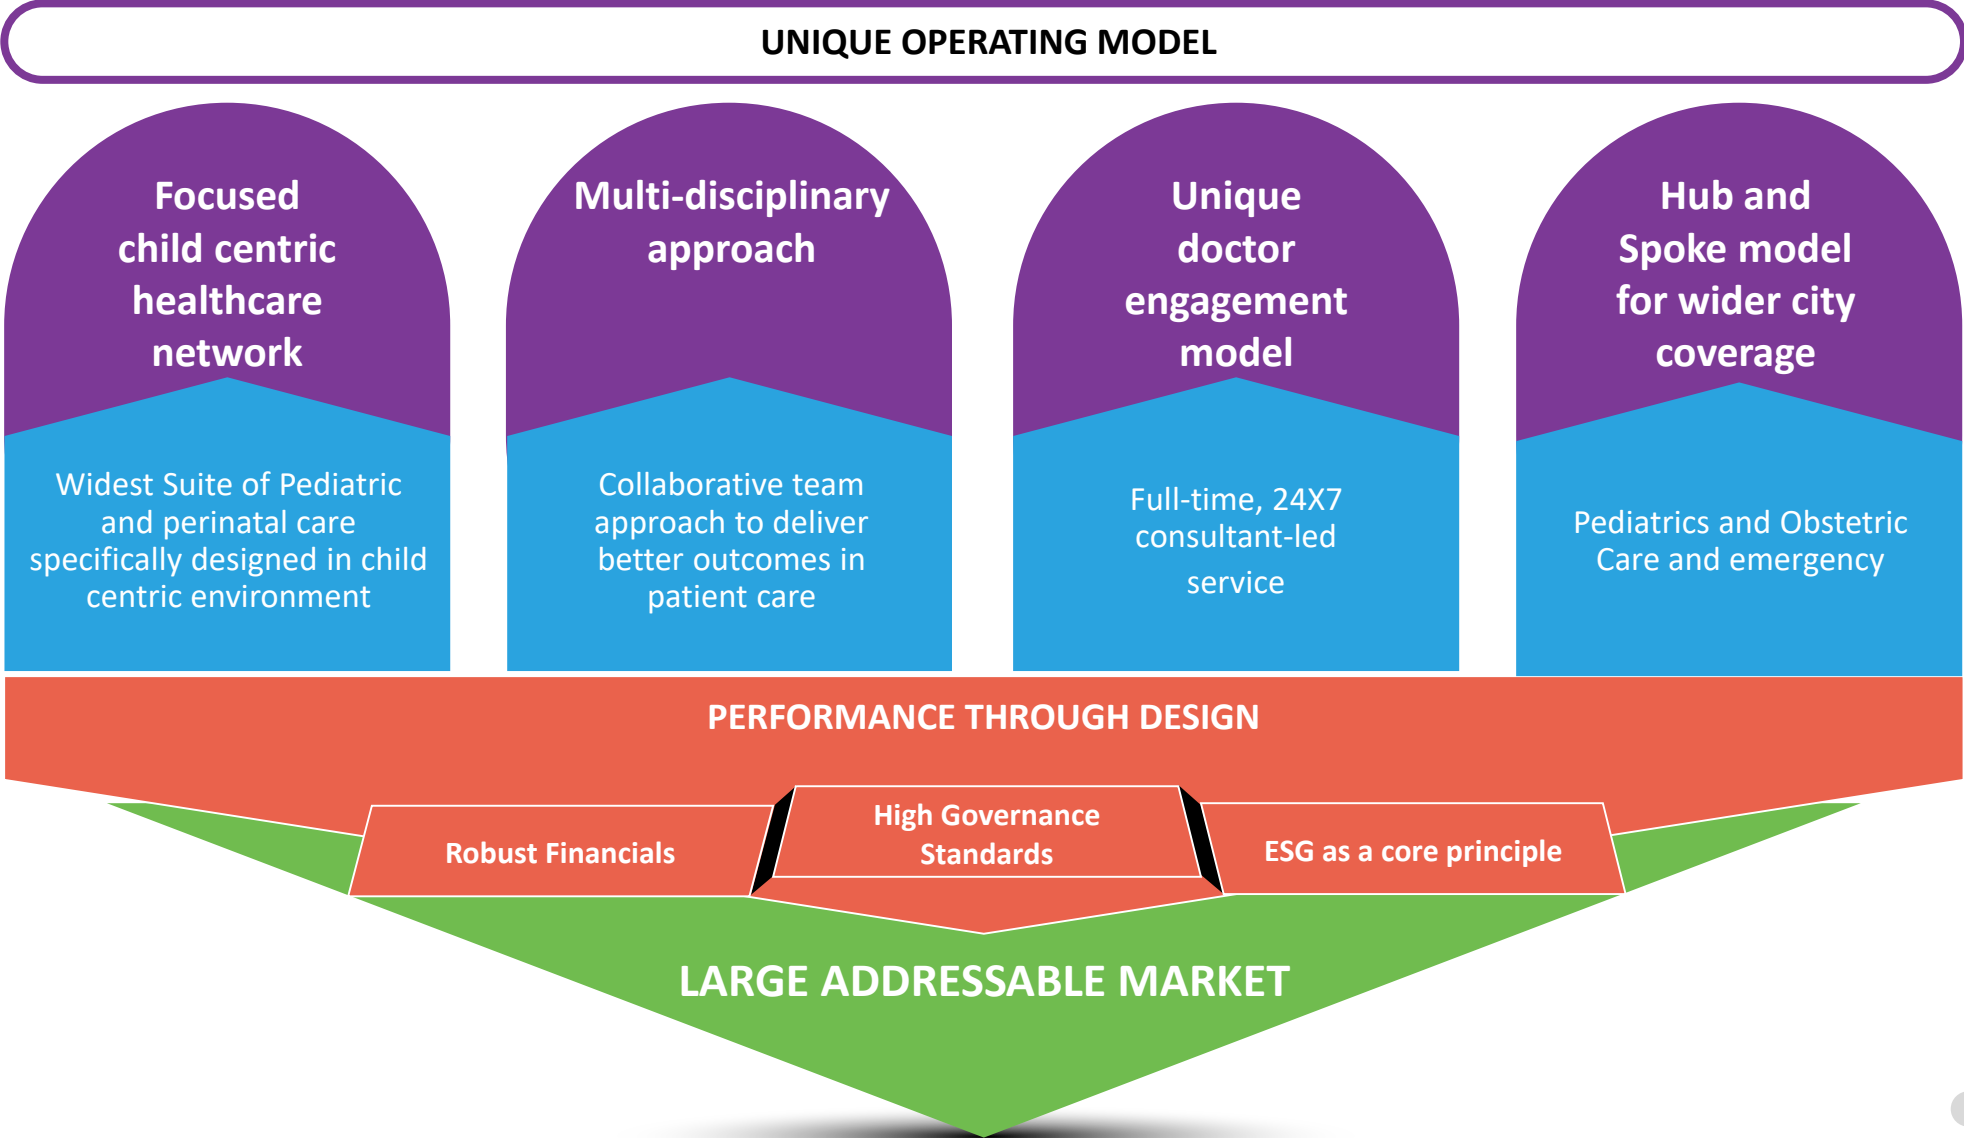 UNIQUE OPERATING MODEL
Focused
child centric
healthcare
network
Widest Suite of Pediatric
and perinatal care
specifically designed in child
centric environment
Multi-disciplinary
approach
Collaborative team
approach to deliver
better outcomes in
patient care
Unique
doctor
engagement
model
Full-time, 24X7
consultant-led
service
Hub and
Spoke model
for wider city
coverage
Pediatrics and Obstetric
Care and emergency
PERFORMANCE THROUGH DESIGN
Robust Financials
High Governance
Standards
ESG as a core principle
LARGE ADDRESSABLE MARKET